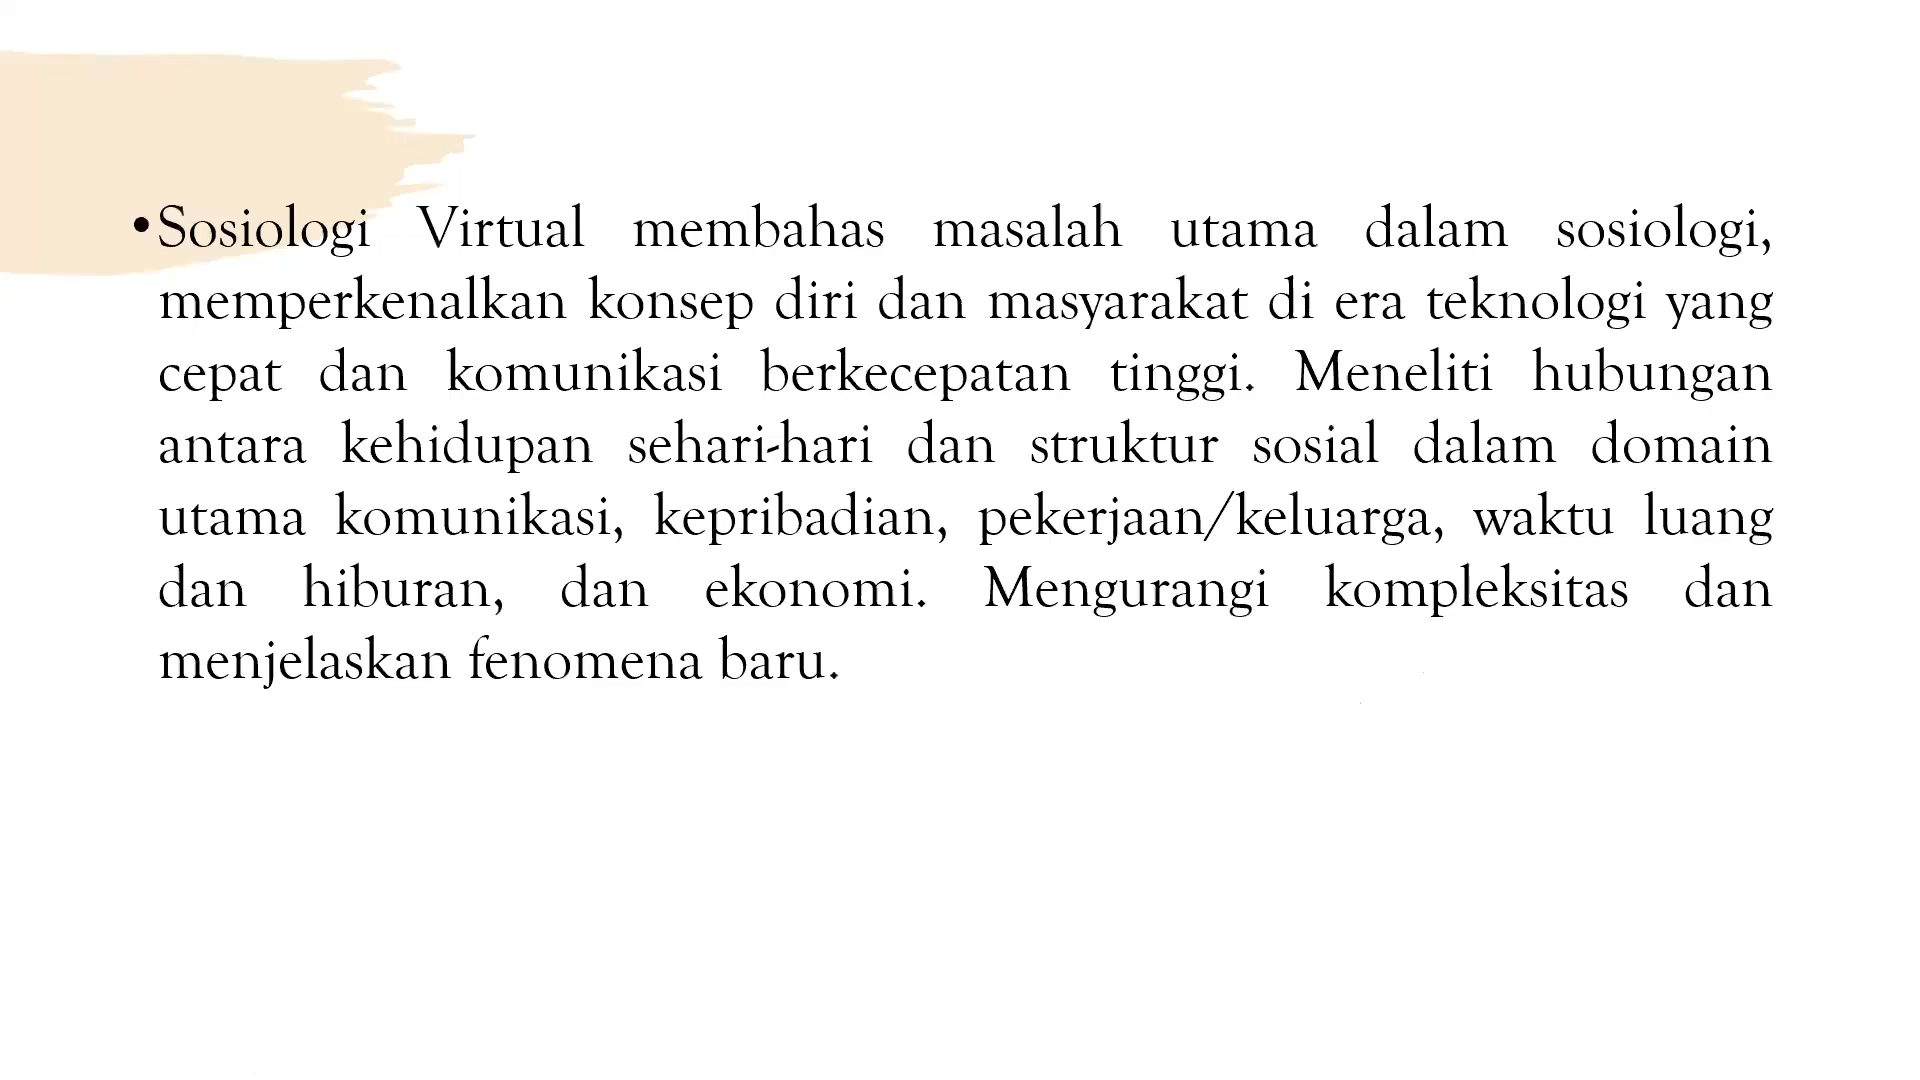 •Sosiologi Virtual membahas masalah utama dalam sosiologi,
memperkenalkan konsep diri dan masyarakat di era teknologi yang
cepat dan komunikasi berkecepatan tinggi. Meneliti hubungan
antara kehidupan sehari-hari dan struktur sosial dalam domain
utama komunikasi, kepribadian, pekerjaan/keluarga, waktu luang
dan hiburan, dan ekonomi. Mengurangi kompleksitas dan
menjelaskan fenomena baru.